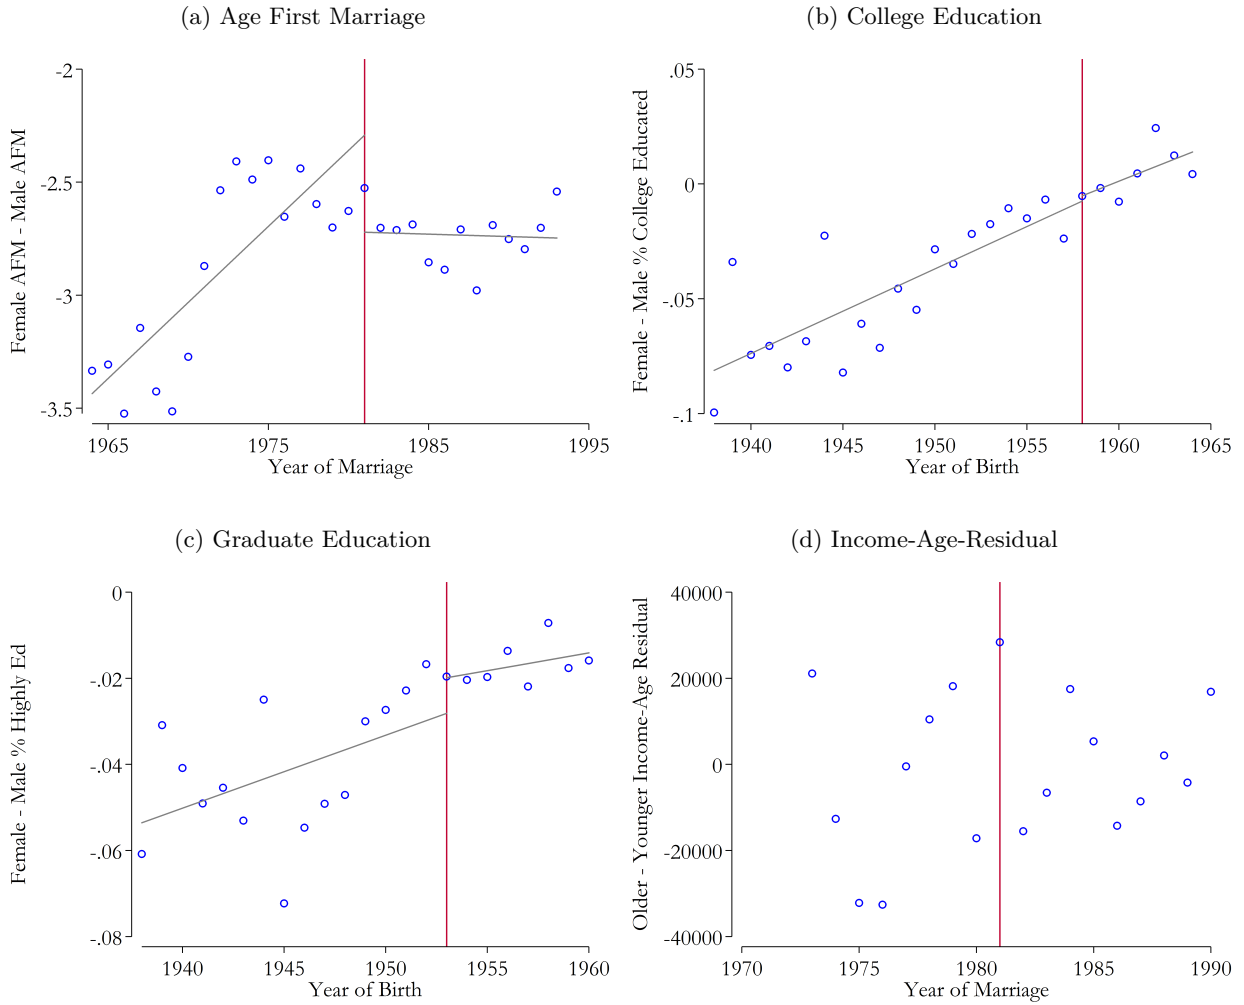 (a) Age First Marriage
Female AFM - Male AFM
-2
-2.5
-3
-3.5
1965 1975 1985 1995
Year of Marriage
(b) College Education
Female - Male % College Educated
.05
0
-.05
-.1
1940 1945 1950 1955 1960 1965
Year of Birth
(c) Graduate Education
Female - Male % Highly Ed
0
-.02
-.04
-.06
-.08
1940 1945 1950 1955 1960
Year of Birth
(d) Income-Age-Residual
Older - Younger Income-Age Residual
40000
20000
0
-20000
-40000
1970 1975 1980 1985 1990
Year of Marriage